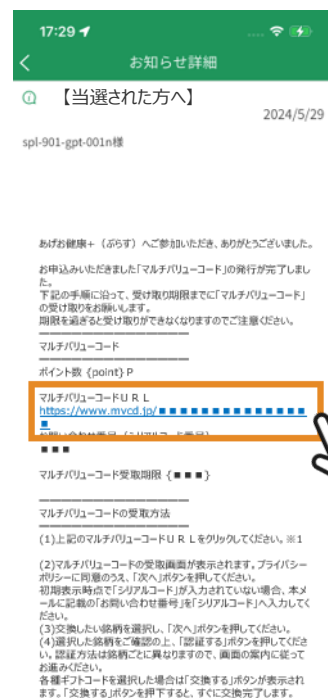 17:29
お知らせ詳細
【当選された方へ】
2024/5/29
spl-901-gpt-001n様
あげお健康+（ぷらす）へご参加いただき、ありがとうございました。
お申込みいただきました「マルチバリューコード」の発行が完了しまし
た。
下記の手順に沿って、受け取り期限までに「マルチバリューコード」
の受け取りをお願いします。
期限を過ぎると受け取りができなくなりますのでご注意ください。
マルチバリューコード
ポイント数 {point} P
マルチバリューコードＵＲＬ
https://www.mvcd.jp/■■■■■■■■■■■■■■
■
■■■
マルチバリューコード受取期限 {■■■}
マルチバリューコードの受取方法
(1)上記のマルチバリューコードＵＲＬをクリックしてください。※1
(2)マルチバリューコードの受取画面が表示されます。プライバシー
ポリシーに同意のうえ、「次へ」ボタンを押してください。
初期表示時点で「シリアルコード」が入力されていない場合、本メ
ールに記載の「お問い合わせ番号」を「シリアルコード」へ入力してく
ださい。
(3)交換したい銘柄を選択し、「次へ」ボタンを押してください。
(4)選択した銘柄をご確認の上、「認証する」ボタンを押してくださ
い。認証方法は銘柄ごと異なりますので、画面の案内に従って
お進みください。
各種ギフトコードを選択した場合は「交換する」ボタンが表示され
ます。「交換する」ボタンを押下すると、すぐに交換完了します。